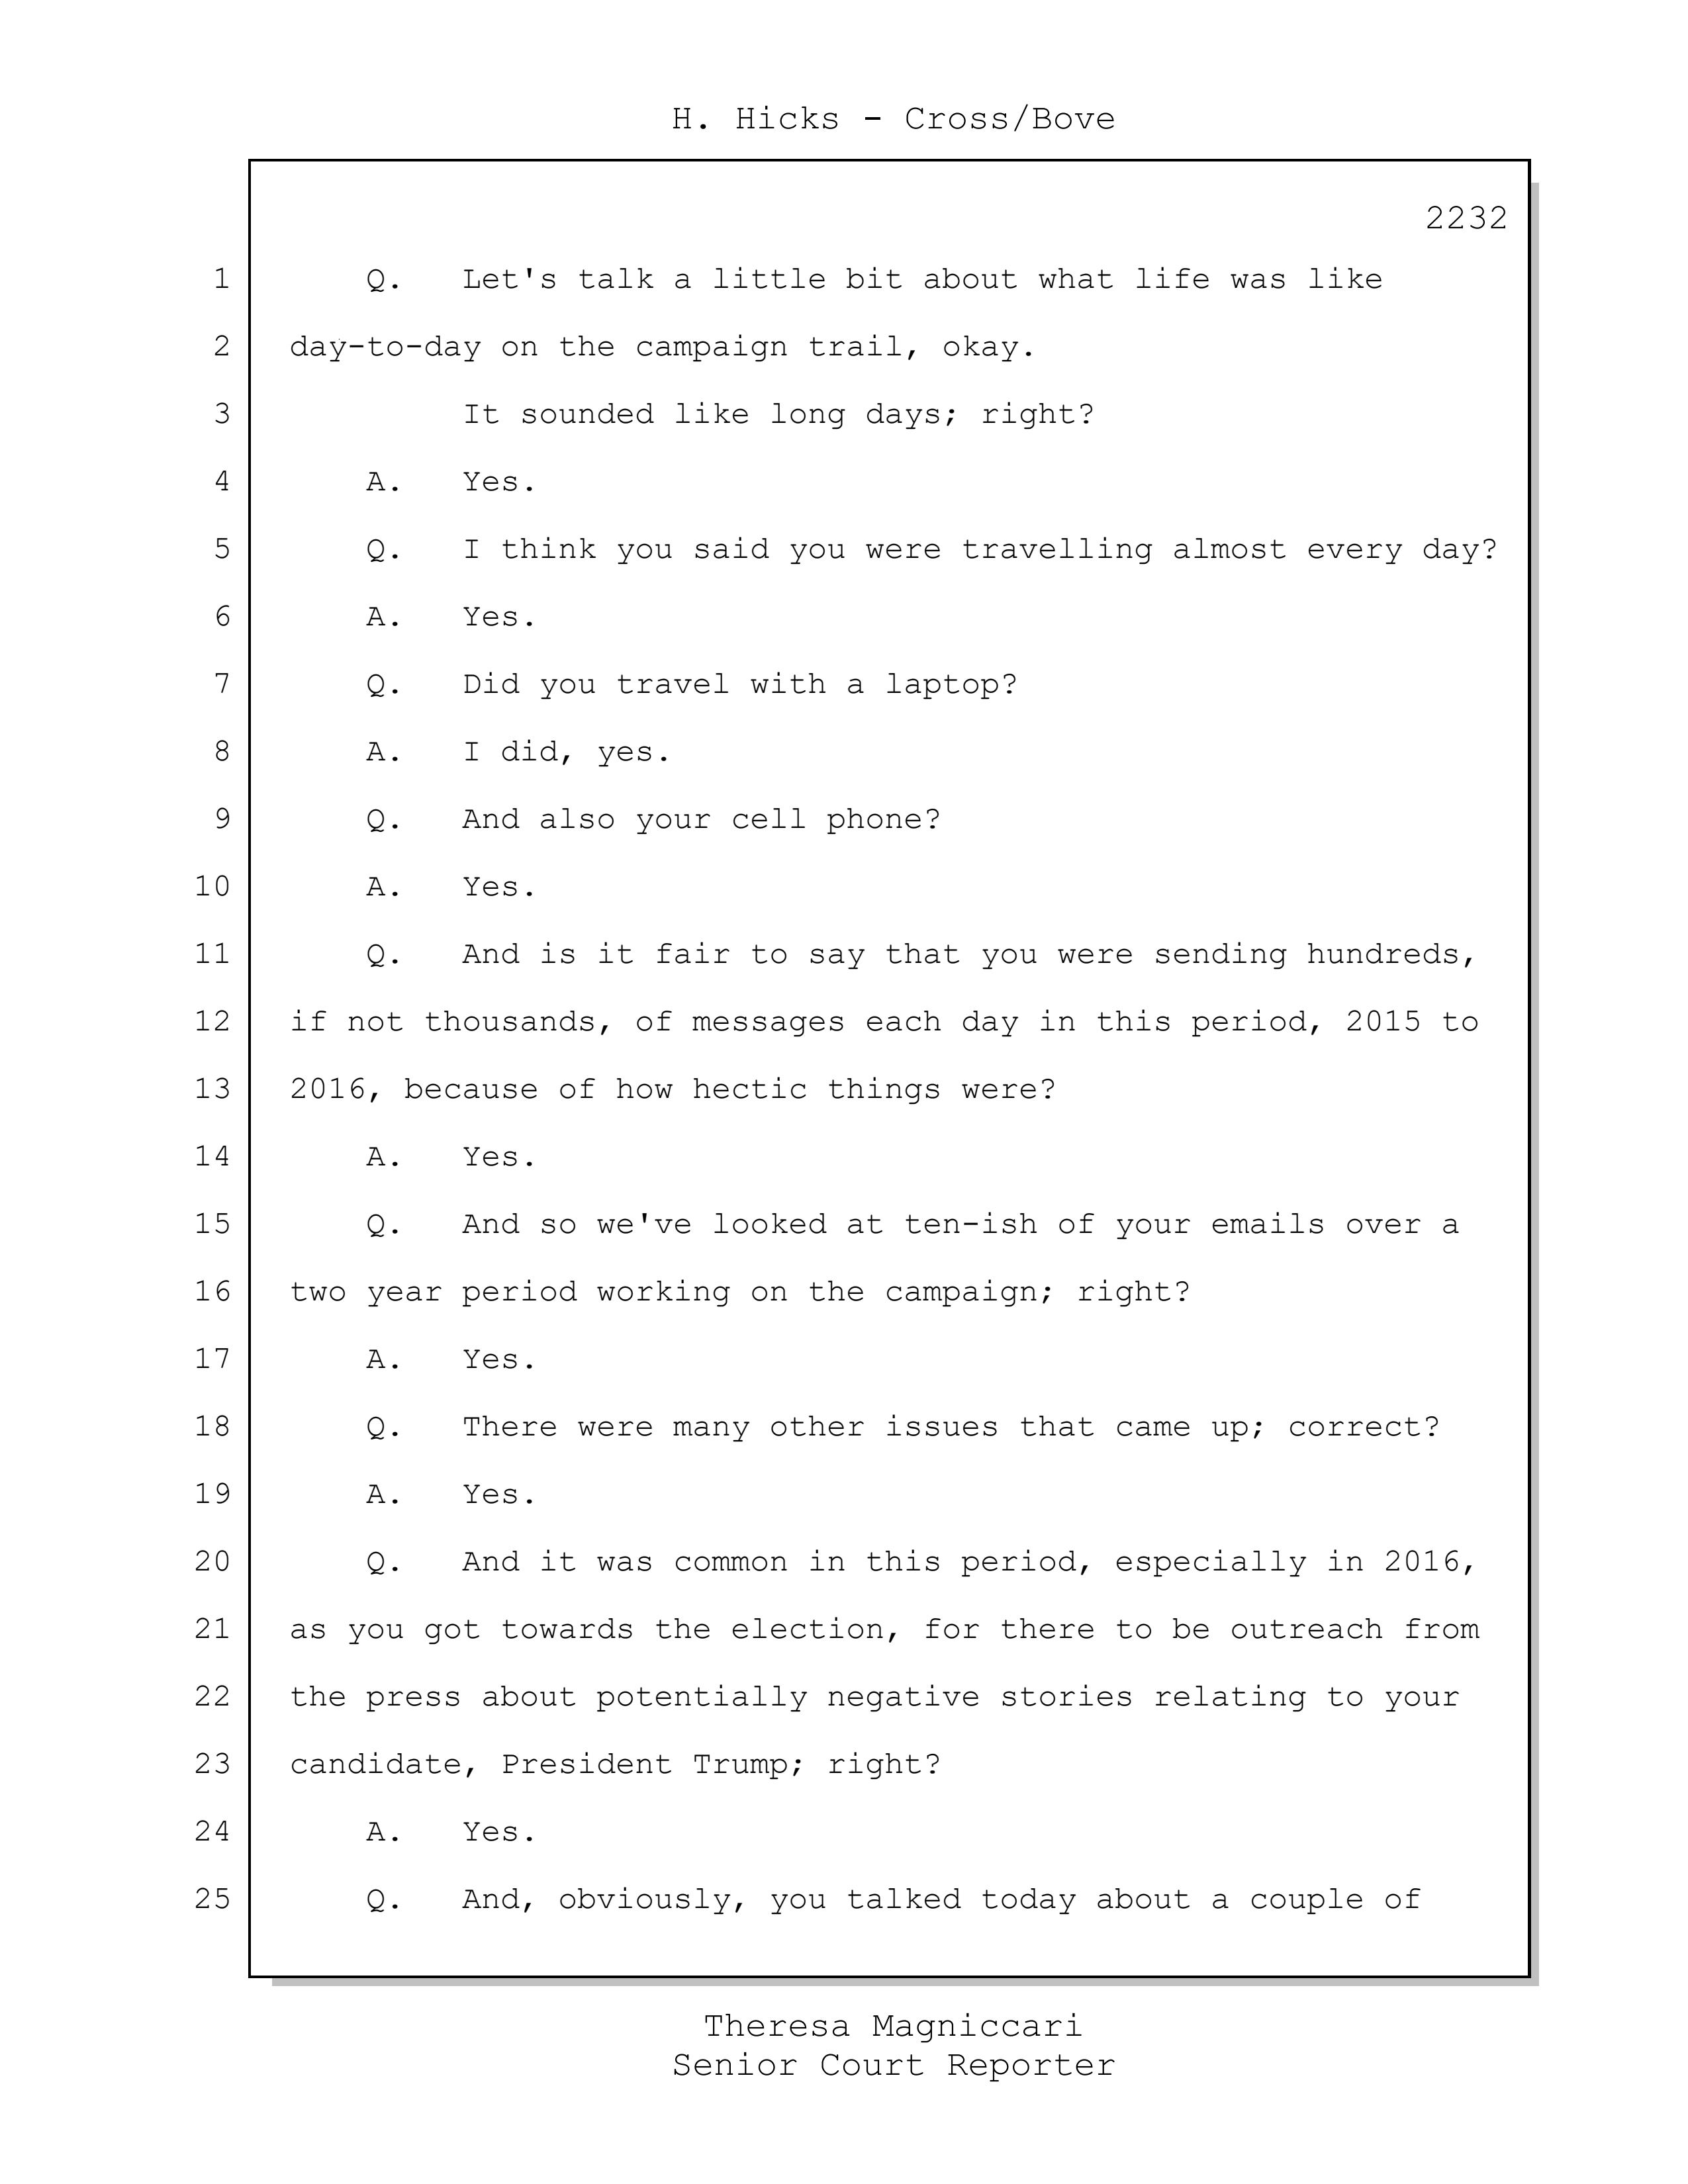 H. Hicks - Cross/Bove
2232
1 Q. Let's talk a little bit about what life was like
2 day-to-day on the campaign trail, okay.
3 It sounded like long days; right?
4 A. Yes.
5 Q. I think you said you were travelling almost every day?
6 A. Yes.
7 Q. Did you travel with a laptop?
8 A. I did, yes.
9 Q. And also your cell phone?
10 A. Yes.
11 Q. And is it fair to say that you were sending hundreds,
12 if not thousands, of messages each day in this period, 2015 to
13 2016, because of how hectic things were?
14 A. Yes.
15 Q. And so we've looked at ten-ish of your emails over a
16 two year period working on the campaign; right?
17 A. Yes.
18 Q. There were many other issues that came up; correct?
19 A. Yes.
20 Q. And it was common in this period, especially in 2016,
21 as you got towards the election, for there to be outreach from
22 the press about potentially negative stories relating to your
23 candidate, President Trump; right?
24 A. Yes.
25 Q. And, obviously, you talked today about a couple of
Theresa Magniccari
Senior Court Reporter